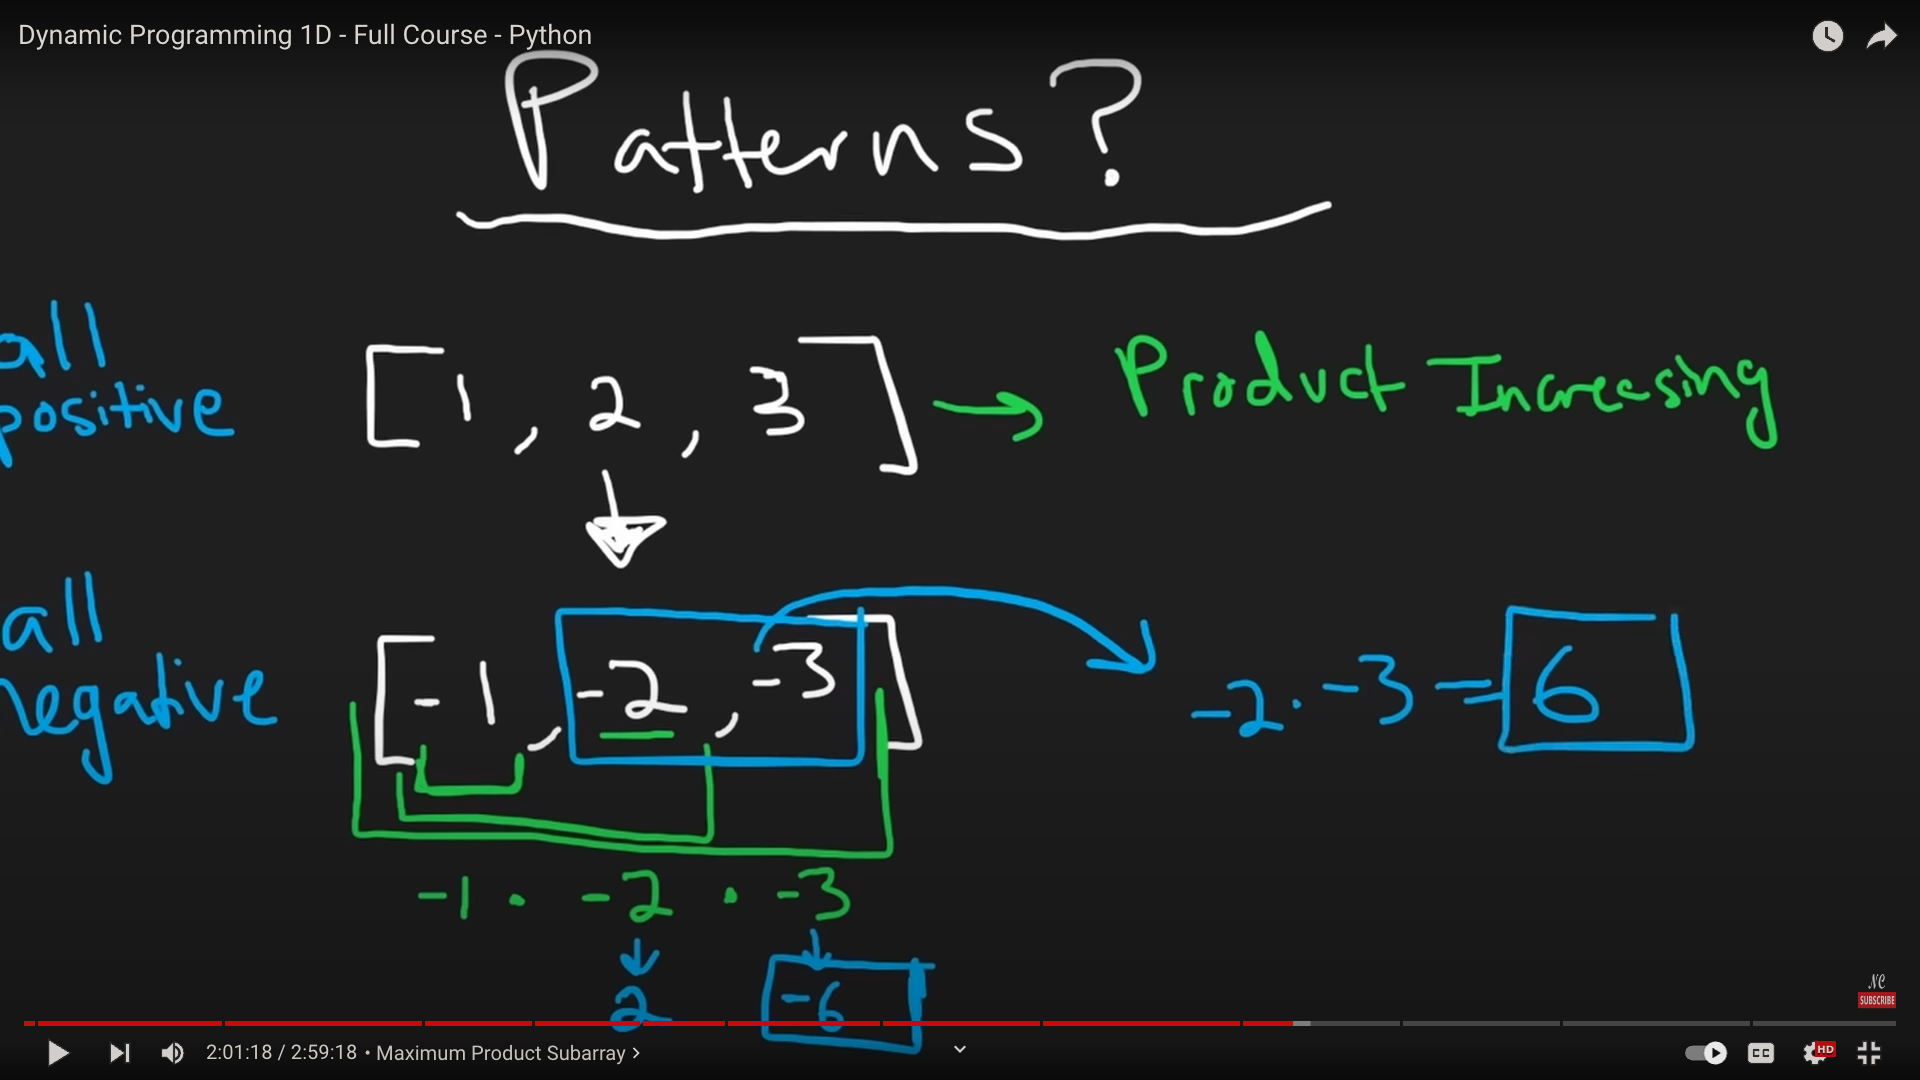 Dynamic Programming 1D - Full Course - Python
Patterns?
all
positive
[1, 2, 3] → Product Increasing
all
negative
[-1, -2, -3]
-2 · -3 = 6
-1 · -2 · -3
2 -6
NC
SUBSCRIBE
2:01:18 / 2:59:18 • Maximum Product Subarray >
CC
HD